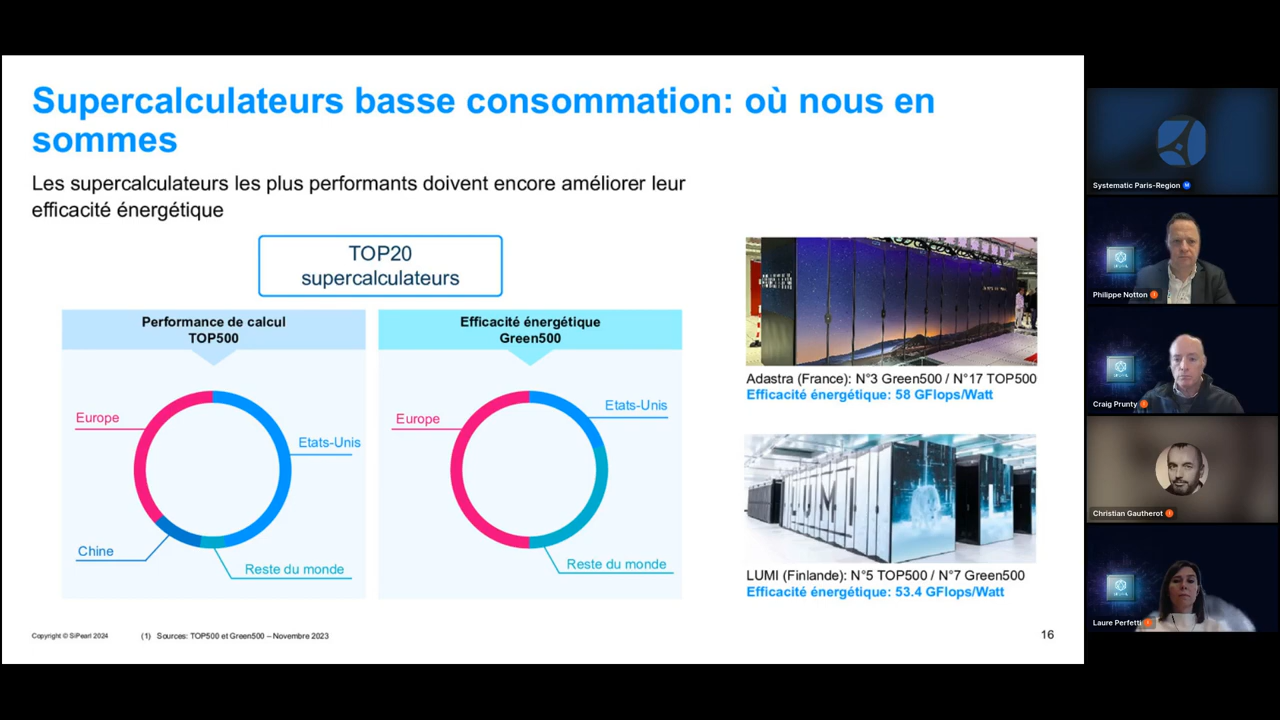 Supercalculateurs basse consommation: où nous en
sommes
Les supercalculateurs les plus performants doivent encore améliorer leur
efficacité énergétique
TOP20
supercalculateurs
Performance de calcul
TOP500
Europe
Etats-Unis
Chine
Reste du monde
Efficacité énergétique
Green500
Europe
Etats-Unis
Reste du monde
Adastra (France): N°3 Green500 / N°17 TOP500
Efficacité énergétique: 58 GFlops/Watt
LUMI
LUMI (Finlande): N°5 TOP500 / N°7 Green500
Efficacité énergétique: 53.4 GFlops/Watt
Copyright © SiPearl 2024
(1) Sources: TOP500 et Green500 – Novembre 2023
16
Systematic Paris-Region
Philippe Notton
Craig Prunty
Christian Gautherot
Laure Perfetti